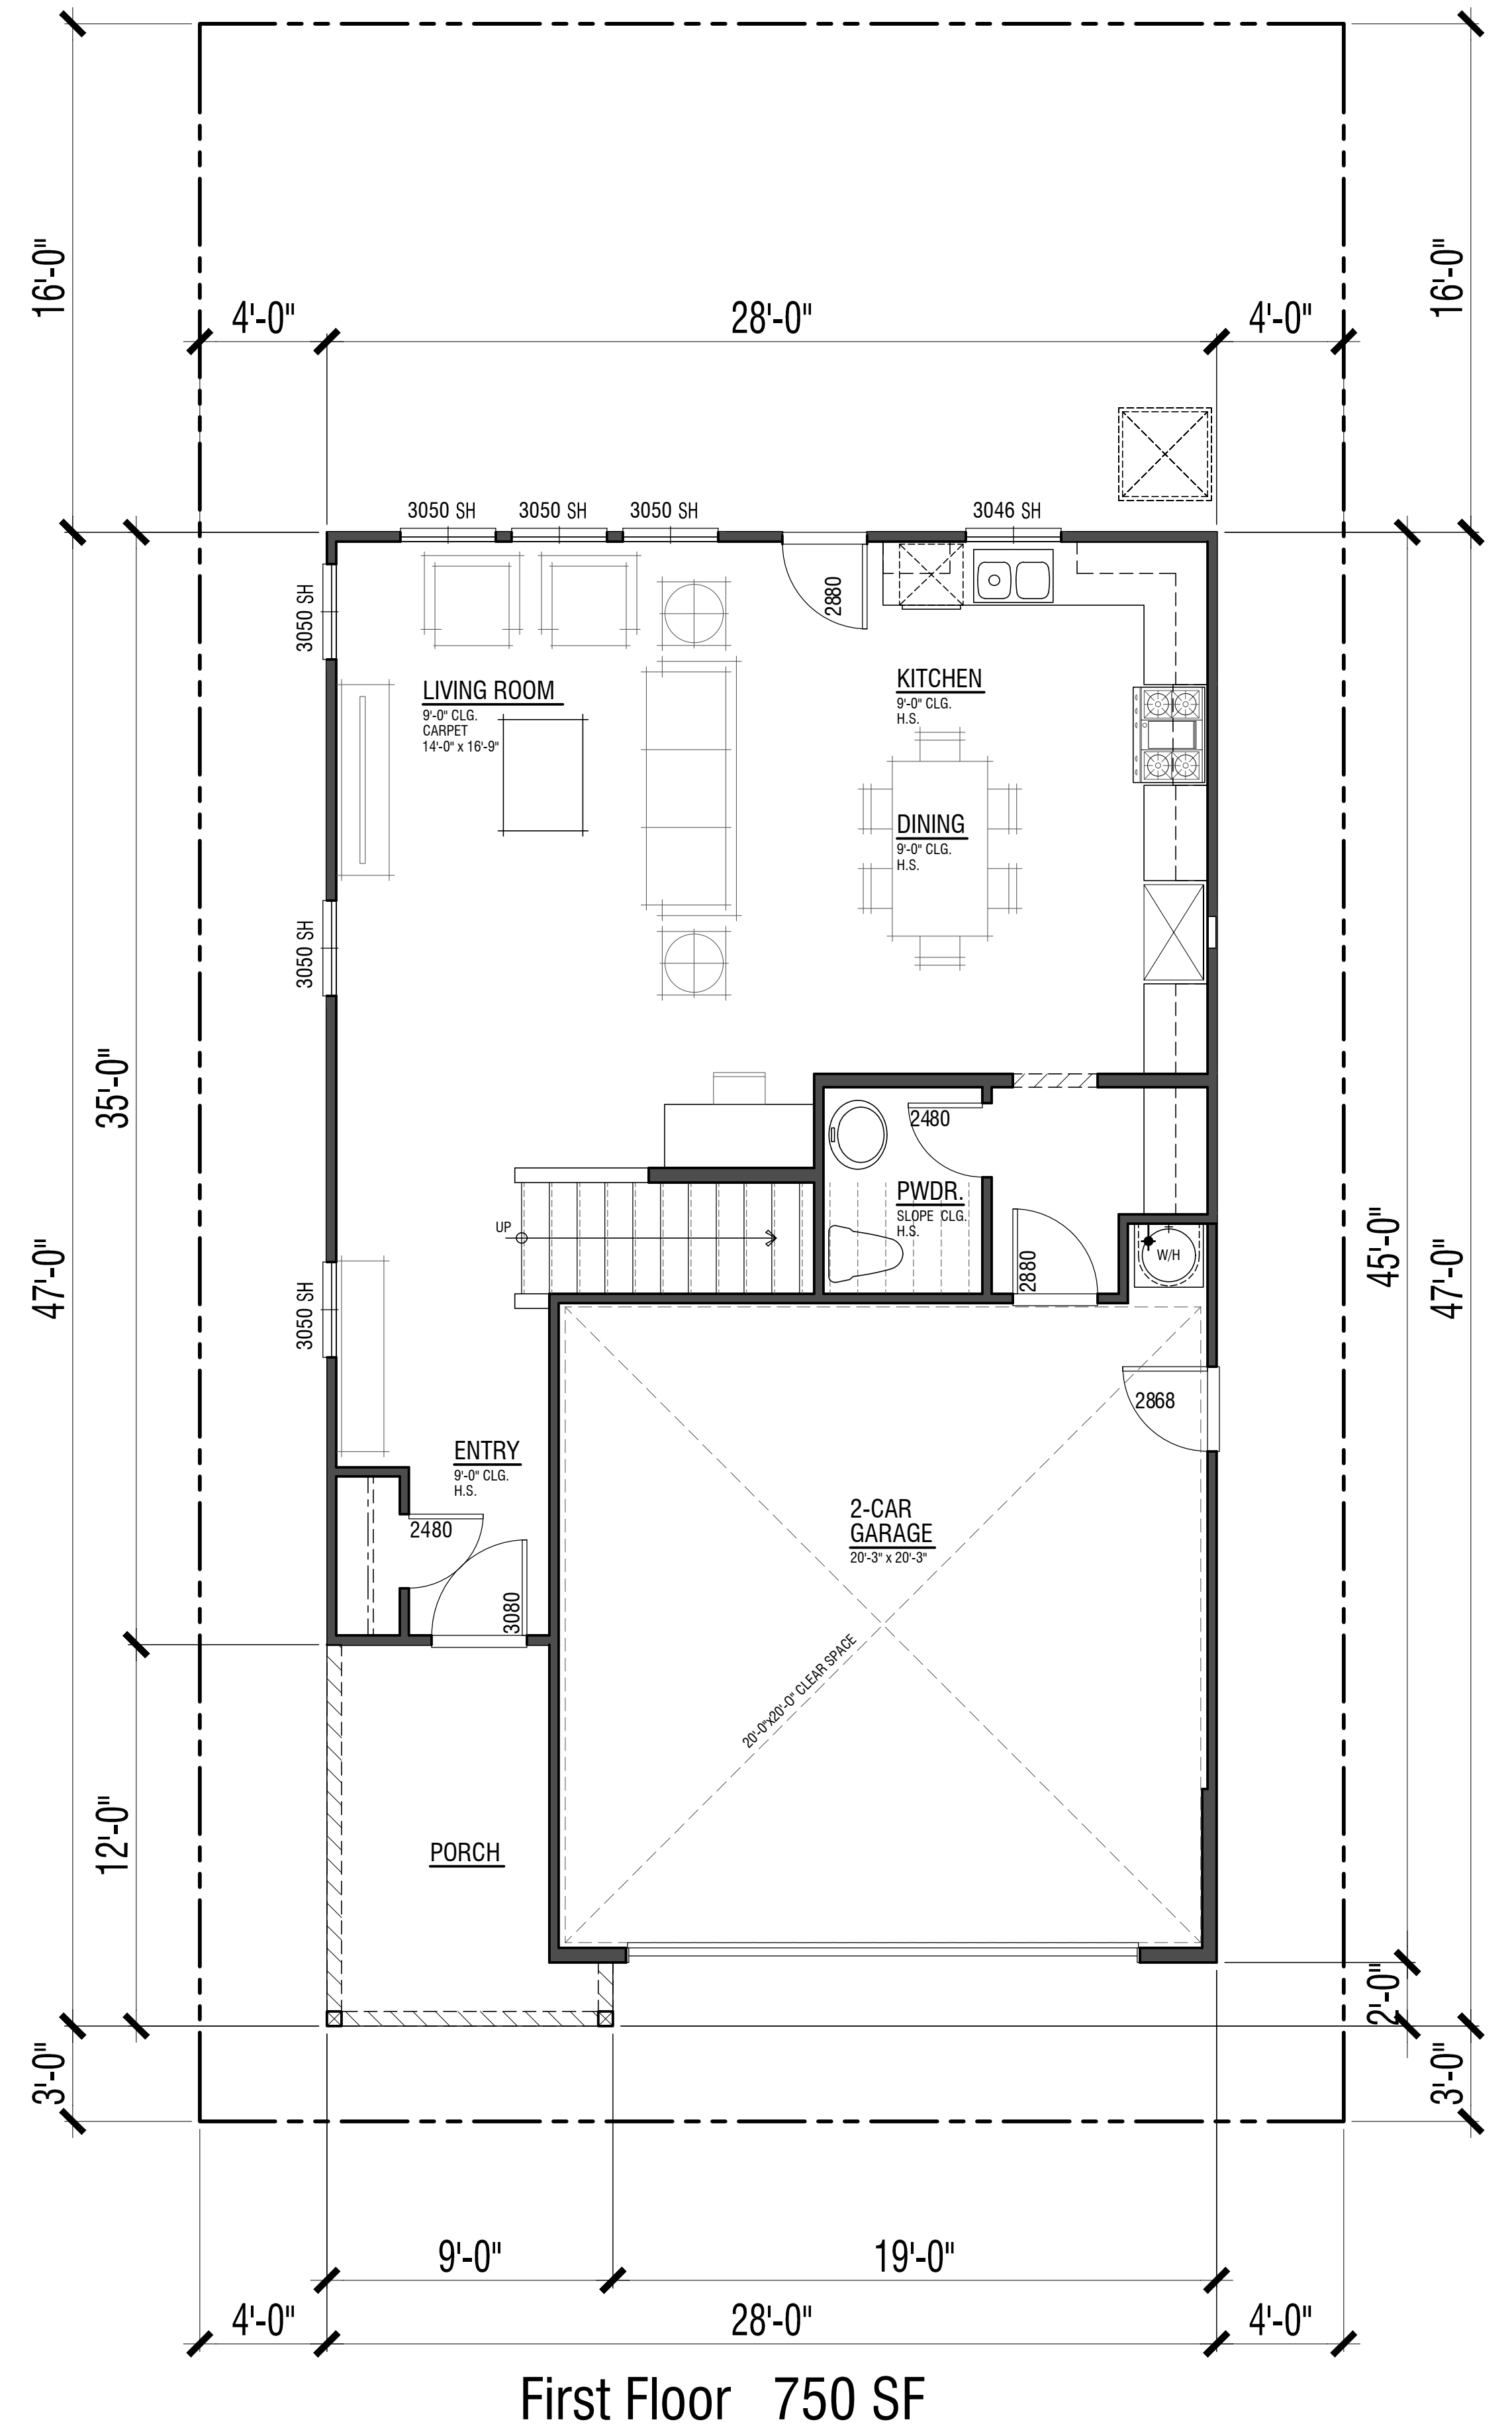 16'-0"
16'-0"
4'-0"
28'-0"
4'-0"
3050 SH
3050 SH
3050 SH
3046 SH
3050 SH
2880
LIVING ROOM
9'-0" CLG.
CARPET
14'-0" x 16'-9"
KITCHEN
9'-0" CLG.
H.S.
DINING
9'-0" CLG.
H.S.
3050 SH
35'-0"
2480
PWDR.
SLOPE CLG.
H.S.
UP
W/H
2880
47'-0"
45'-0"
47'-0"
3050 SH
2868
ENTRY
9'-0" CLG.
H.S.
2480
3080
2-CAR
GARAGE
20'-3" x 20'-3"
20'-0"x20'-0" CLEAR SPACE
12'-0"
PORCH
2'-0"
3'-0"
3'-0"
9'-0"
19'-0"
4'-0"
28'-0"
4'-0"
First Floor 750 SF